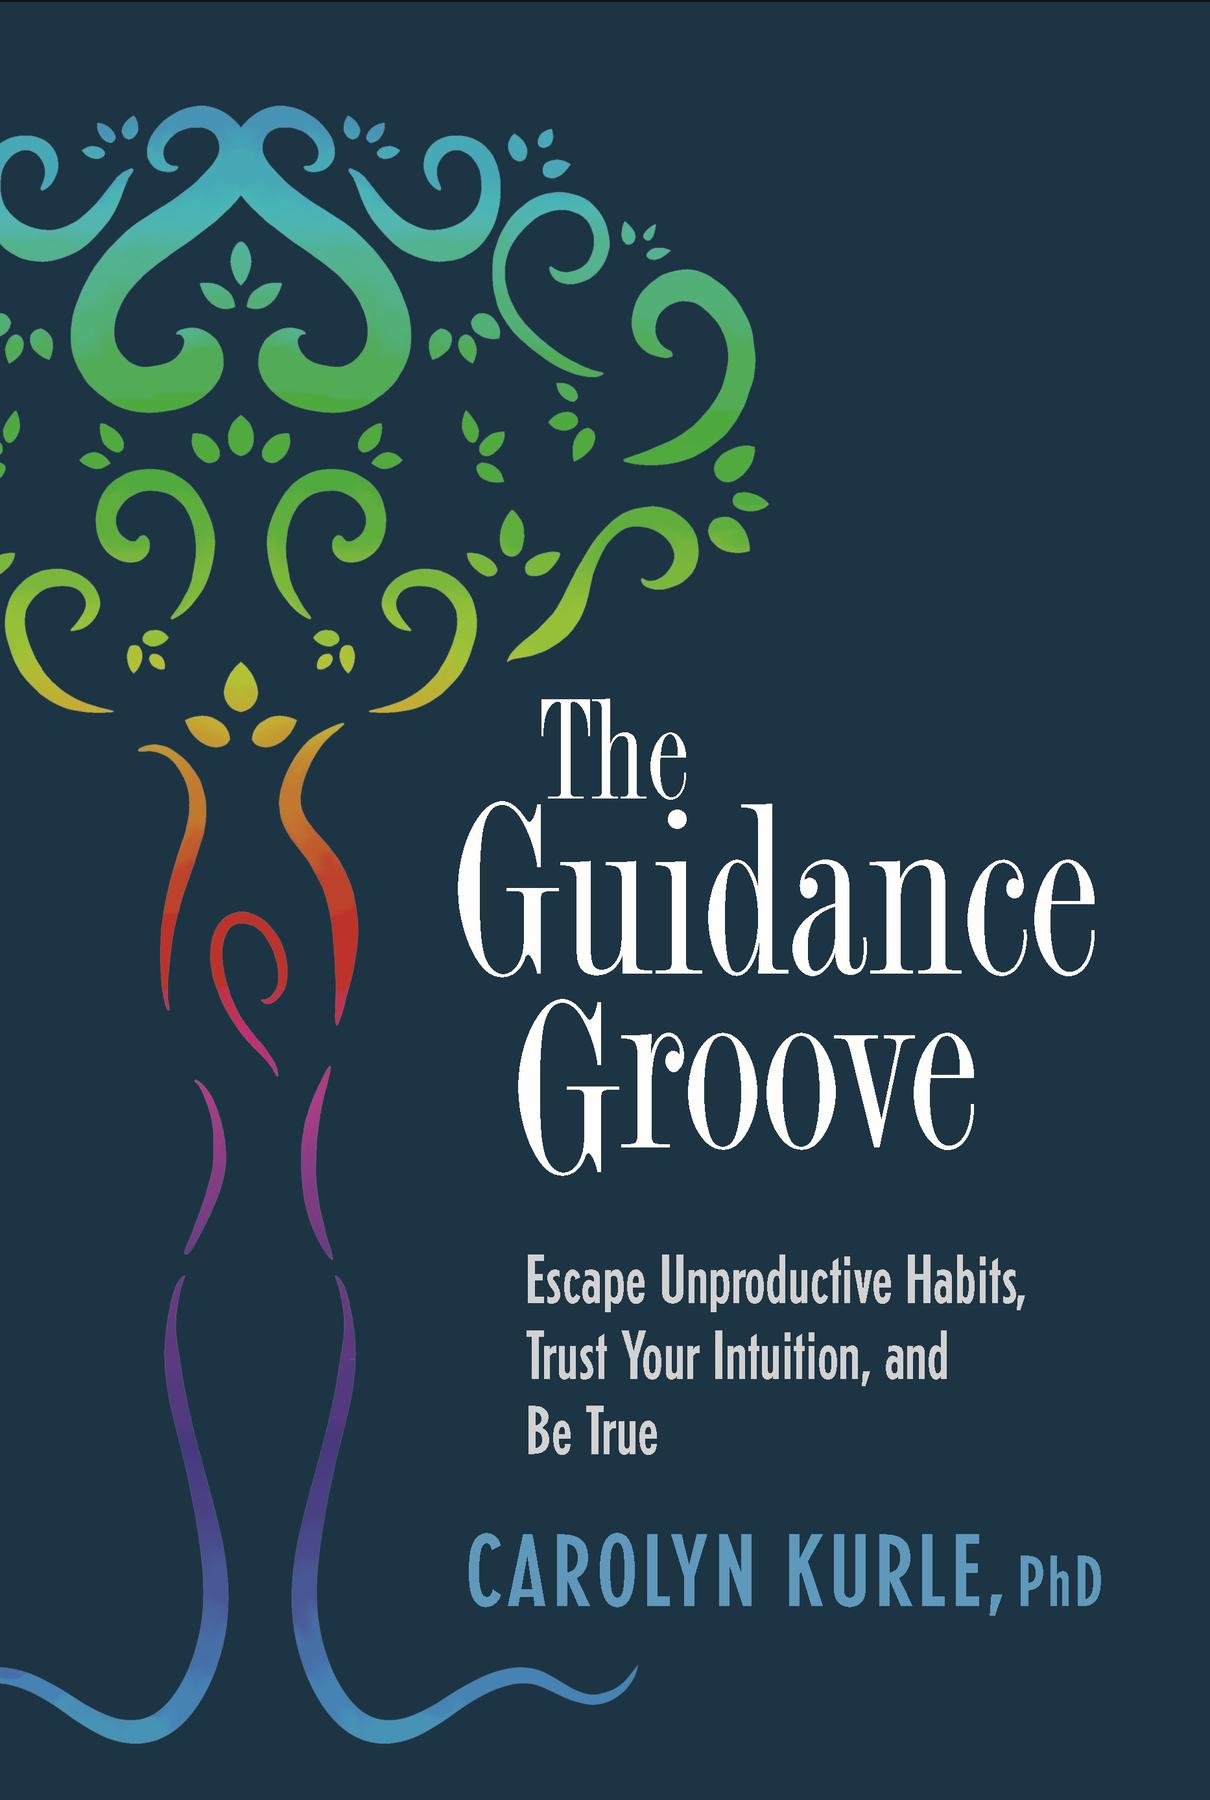 The
Guidance
Groove
Escape Unproductive Habits,
Trust Your Intuition, and
Be True
CAROLYN KURLE, PhD